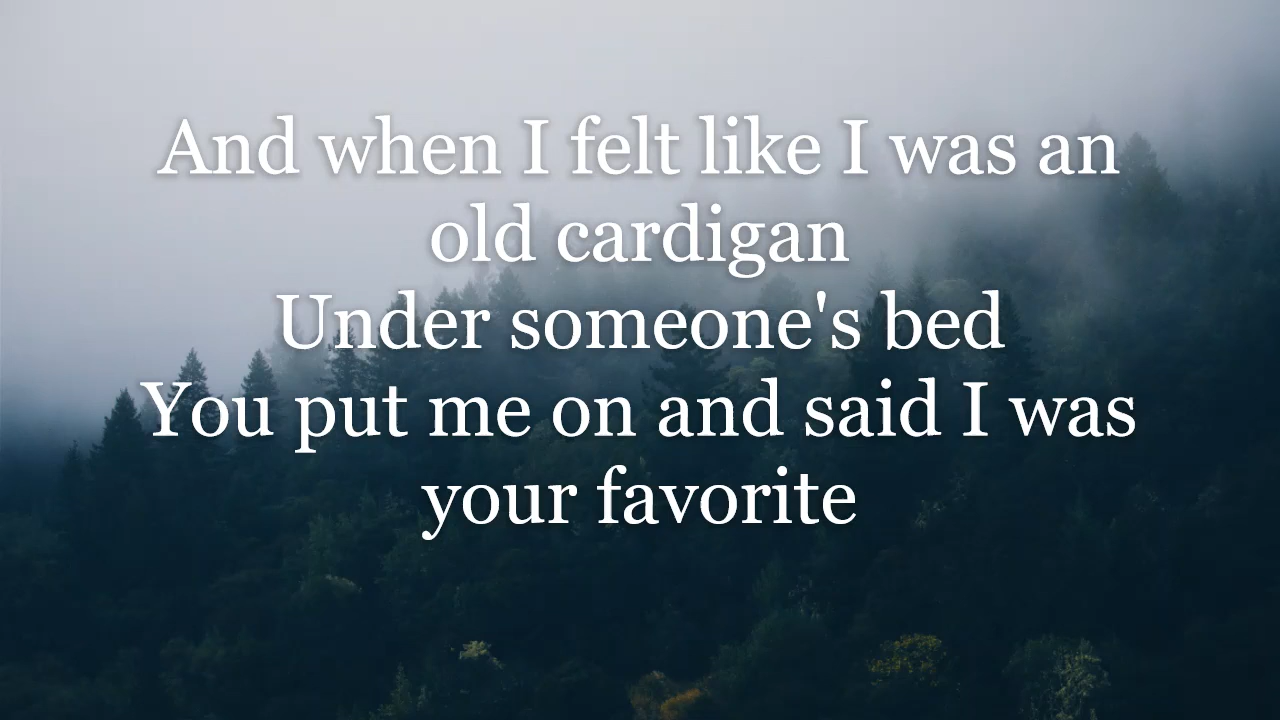 And when I felt like I was an
old cardigan
Under someone's bed
You put me on and said I was
your favorite